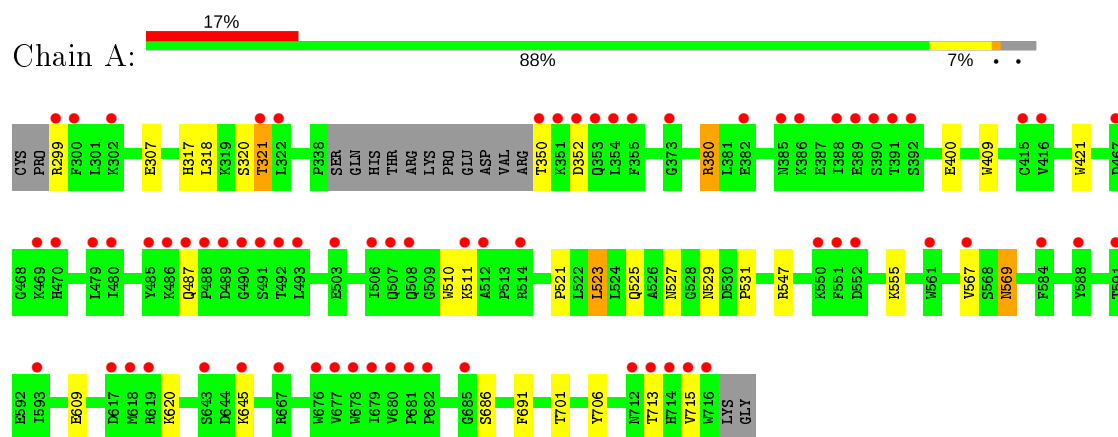 17%
Chain A:
88% 7% • •
CYS PRO R299 F300 L301 K302 E307 H317 L318 K319 S320 T321 L322 P338 SER GLN HIS THR ARG LYS PRO GLU ASP VAL ARG T350 K351 D352 Q353 L354 F355 G373 R380 L381 E382 N385 K386 E387 I388 E389 S390 T391 S392 E400 W409 C415 V416 W421 D467
G468 K469 H470 L479 I480 Y485 K486 Q487 P488 D489 G490 S491 T492 L493 E503 I506 Q507 Q508 G509 W510 K511 A512 P513 R514 P521 L522 L523 L524 Q525 A526 N527 G528 N529 D530 P531 R547 K550 F551 D552 K555 W561 V567 S568 N569 F584 Y588 T591
E592 I593 E609 D617 M618 R619 K620 S643 D644 K645 R667 W676 V677 W678 I679 V680 P681 P682 G685 S686 F691 T701 Y706 N712 T713 H714 V715 W716 LYS GLY